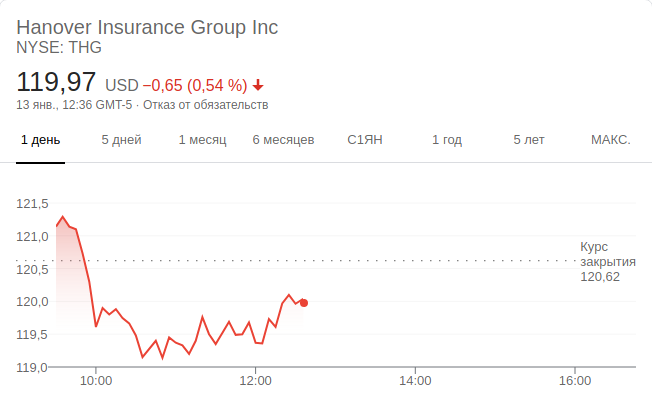 Hanover Insurance Group Inc
NYSE: THG
119,97 USD −0,65 (0,54 %)
13 янв., 12:36 GMT-5 · Отказ от обязательств
1 день 5 дней 1 месяц 6 месяцев С1ЯН 1 год 5 лет МАКС.
121,5
121,0
Курс
закрытия
120,62
120,5
120,0
119,5
119,0
10:00 12:00 14:00 16:00